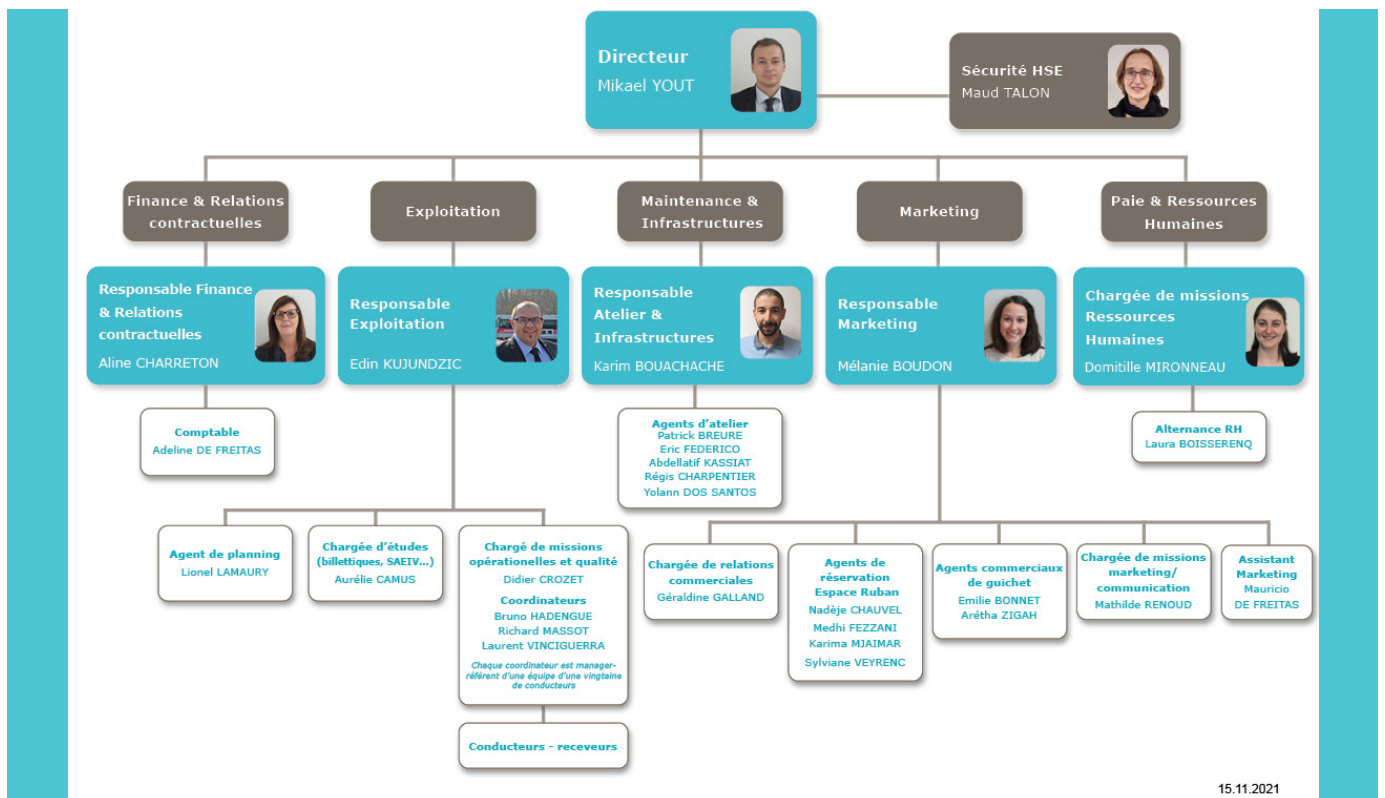 Directeur
Mikael YOUT
Sécurité HSE
Maud TALON
Finance & Relations
contractuelles
Exploitation
Maintenance &
Infrastructures
Marketing
Paie & Ressources
Humaines
Responsable Finance
& Relations
contractuelles
Aline CHARRETON
Responsable
Exploitation
Edin KUJUNDZIC
Responsable
Atelier &
Infrastructures
Karim BOUACHACHE
Responsable
Marketing
Mélanie BOUDON
Chargée de missions
Ressources
Humaines
Domitille MIRONNEAU
Comptable
Adeline DE FREITAS
Agents d'atelier
Patrick BREURE
Eric FEDERICO
Abdellatif KASSIAT
Régis CHARPENTIER
Yolann DOS SANTOS
Alternance RH
Laura BOISSERENQ
Agent de planning
Lionel LAMAURY
Chargée d'études
(billettiques, SAEIV...)
Aurélie CAMUS
Chargé de missions
opérationelles et qualité
Didier CROZET
Coordinateurs
Bruno HADENGUE
Richard MASSOT
Laurent VINCIGUERRA
Chaque coordinateur est manager-
référent d'une équipe d'une vingtaine
de conducteurs
Conducteurs - receveurs
Chargée de relations
commerciales
Géraldine GALLAND
Agents de
réservation
Espace Ruban
Nadèje CHAUVEL
Medhi FEZZANI
Karima MJAIMAR
Sylviane VEYRENC
Agents commerciaux
de guichet
Emilie BONNET
Arétha ZIGAH
Chargée de missions
marketing/
communication
Mathilde RENOUD
Assistant
Marketing
Mauricio
DE FREITAS
15.11.2021